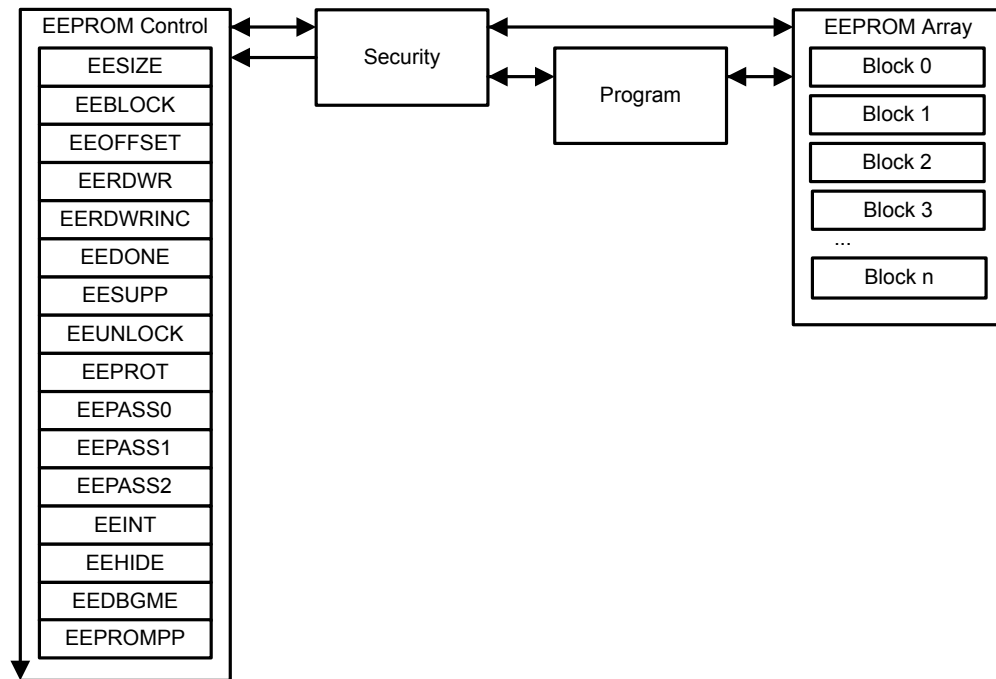 EEPROM Control
EESIZE
EEBLOCK
EEOFFSET
EERDWR
EERDWRINC
EEDONE
EESUPP
EEUNLOCK
EEPROT
EEPASS0
EEPASS1
EEPASS2
EEINT
EEHIDE
EEDBGME
EEPROMPP
Security
Program
EEPROM Array
Block 0
Block 1
Block 2
Block 3
...
Block n